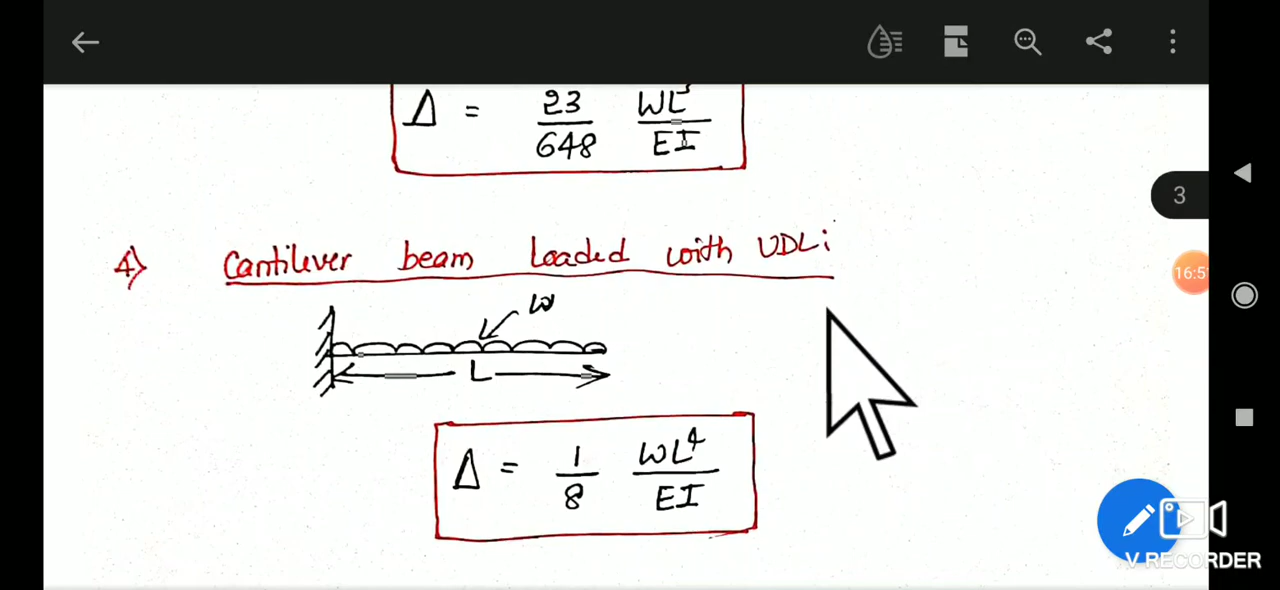 Δ = 23/648 WL³/EI
3
16:5
4) Cantilever beam loaded with UDL:
w
L
Δ = 1/8 WL⁴/EI
V RECORDER